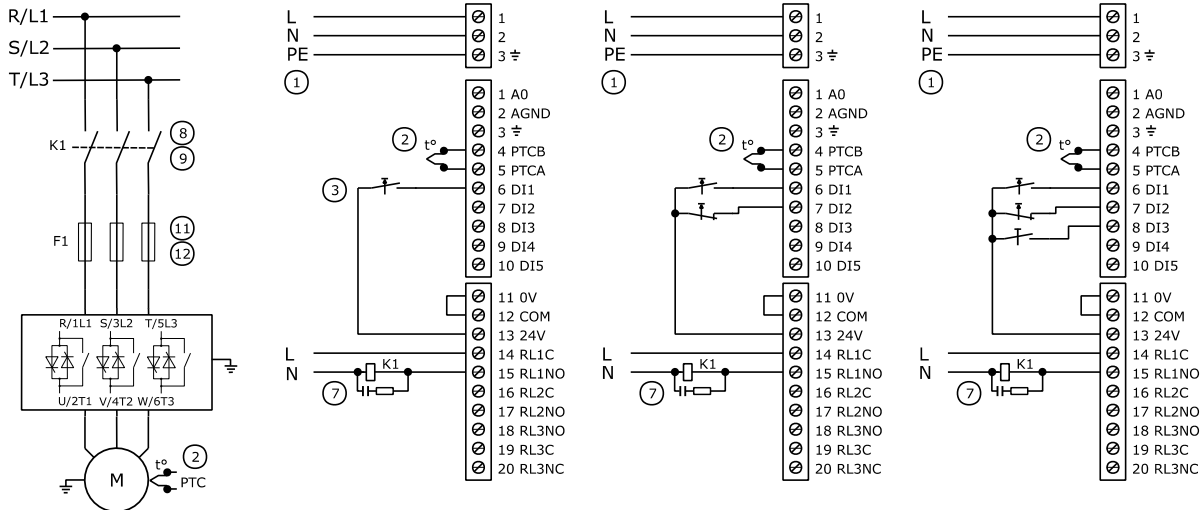 R/L1
S/L2
T/L3
K1
8
9
F1
11
12
R/1L1 S/3L2 T/5L3
U/2T1 V/4T2 W/6T3
M
t°
2
PTC
L
N
PE
1
1
2
3
1 A0
2 AGND
3
4 PTCB
5 PTCA
6 DI1
7 DI2
8 DI3
9 DI4
10 DI5
2
t°
3
11 0V
12 COM
13 24V
14 RL1C
15 RL1NO
16 RL2C
17 RL2NO
18 RL3NO
19 RL3C
20 RL3NC
L
N
K1
7
L
N
PE
1
1
2
3
1 A0
2 AGND
3
4 PTCB
5 PTCA
6 DI1
7 DI2
8 DI3
9 DI4
10 DI5
2
t°
11 0V
12 COM
13 24V
14 RL1C
15 RL1NO
16 RL2C
17 RL2NO
18 RL3NO
19 RL3C
20 RL3NC
L
N
K1
7
L
N
PE
1
1
2
3
1 A0
2 AGND
3
4 PTCB
5 PTCA
6 DI1
7 DI2
8 DI3
9 DI4
10 DI5
2
t°
11 0V
12 COM
13 24V
14 RL1C
15 RL1NO
16 RL2C
17 RL2NO
18 RL3NO
19 RL3C
20 RL3NC
L
N
K1
7